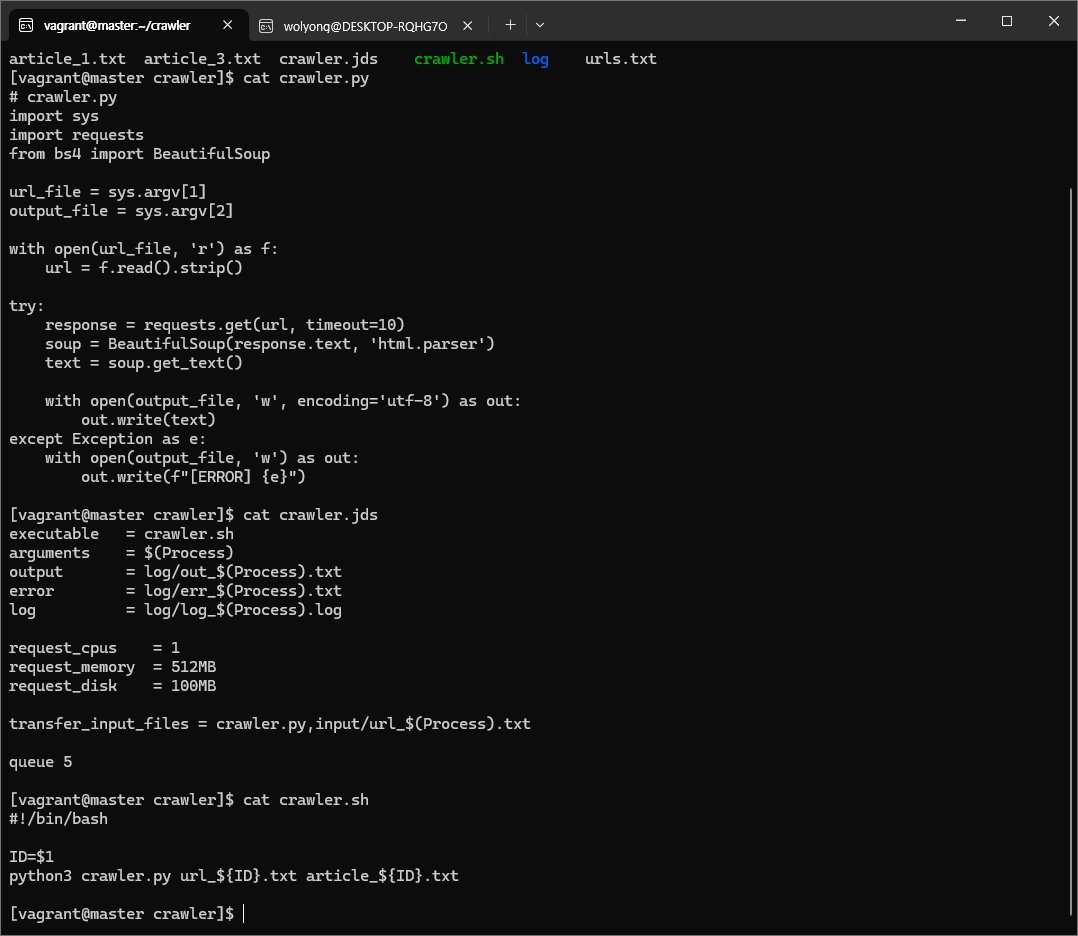 vagrant@master:~/crawler
wolyong@DESKTOP-RQHG7O
article_1.txt  article_3.txt  crawler.jds    crawler.sh  log    urls.txt
[vagrant@master crawler]$ cat crawler.py
# crawler.py
import sys
import requests
from bs4 import BeautifulSoup

url_file = sys.argv[1]
output_file = sys.argv[2]

with open(url_file, 'r') as f:
    url = f.read().strip()

try:
    response = requests.get(url, timeout=10)
    soup = BeautifulSoup(response.text, 'html.parser')
    text = soup.get_text()

    with open(output_file, 'w', encoding='utf-8') as out:
        out.write(text)
except Exception as e:
    with open(output_file, 'w') as out:
        out.write(f"[ERROR] {e}")

[vagrant@master crawler]$ cat crawler.jds
executable   = crawler.sh
arguments    = $(Process)
output       = log/out_$(Process).txt
error        = log/err_$(Process).txt
log          = log/log_$(Process).log

request_cpus    = 1
request_memory  = 512MB
request_disk    = 100MB

transfer_input_files = crawler.py,input/url_$(Process).txt

queue 5

[vagrant@master crawler]$ cat crawler.sh
#!/bin/bash

ID=$1
python3 crawler.py url_${ID}.txt article_${ID}.txt

[vagrant@master crawler]$